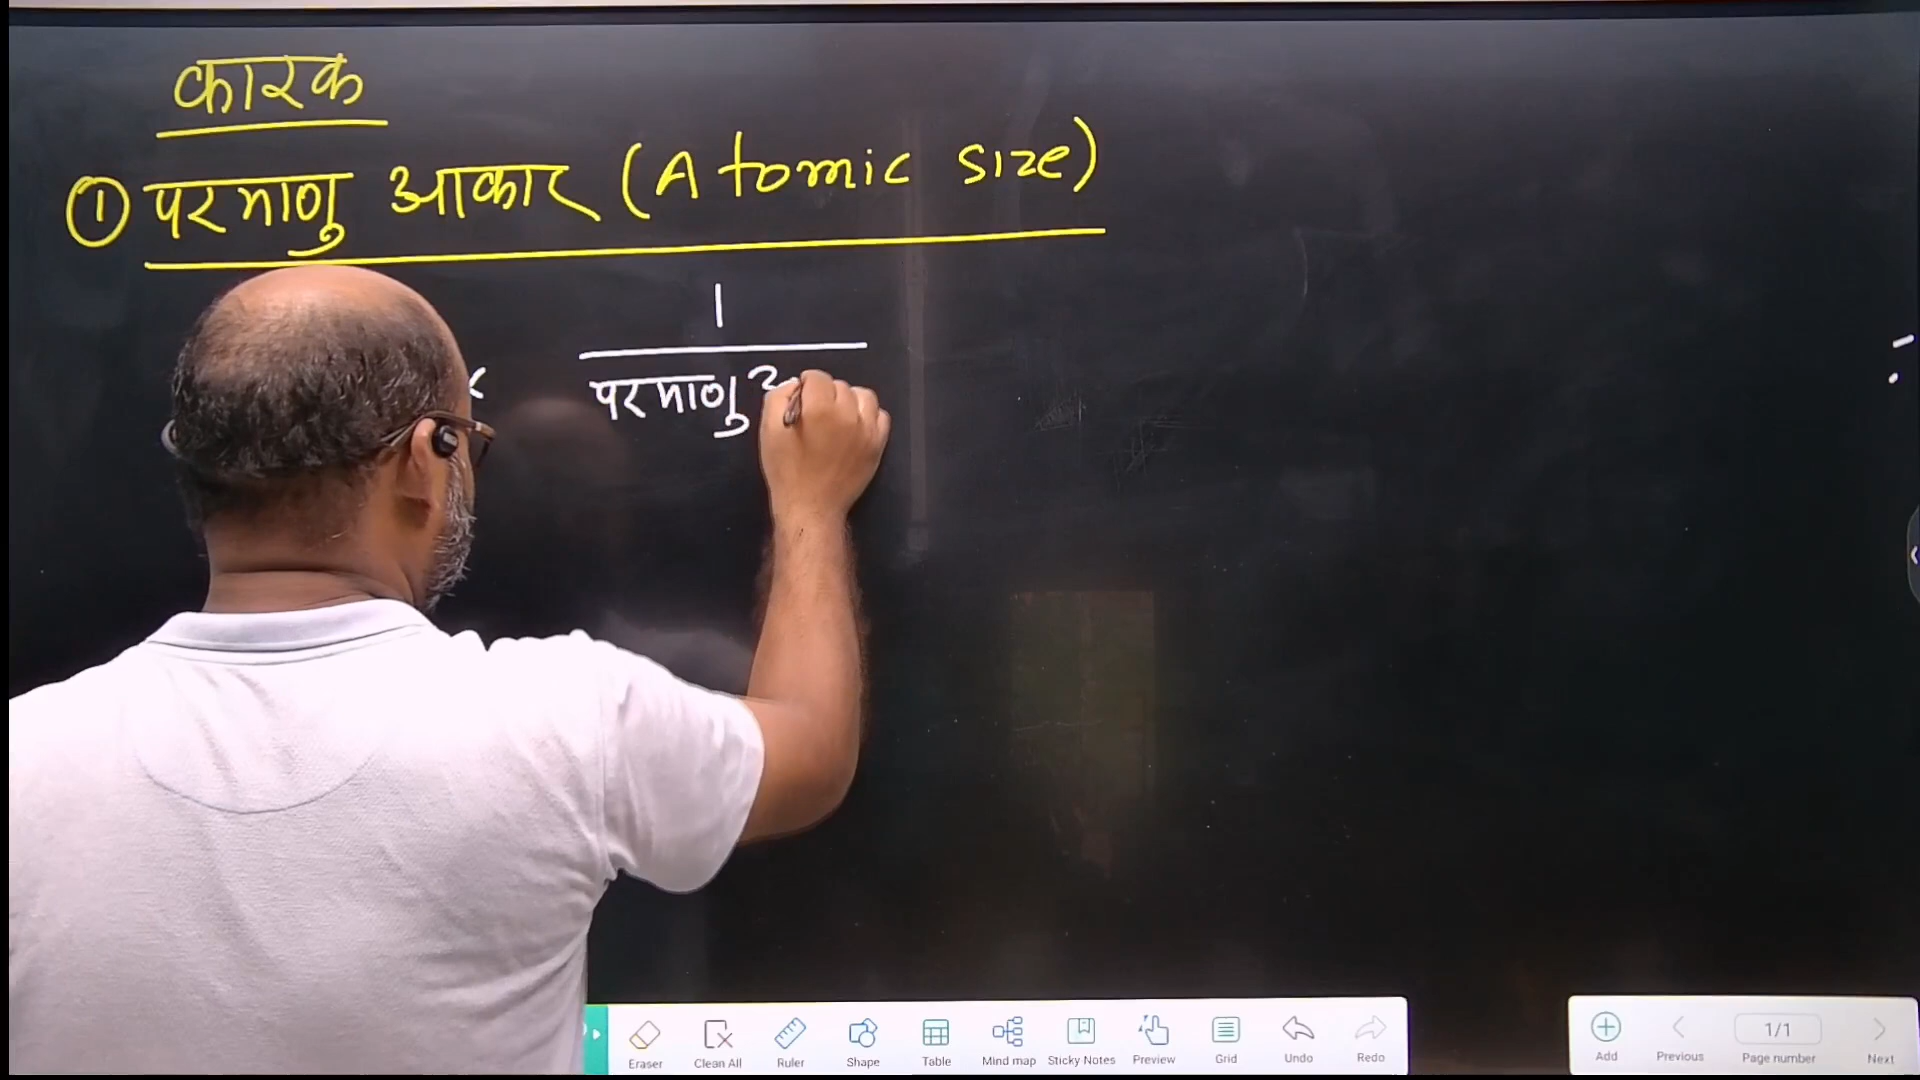 कारक
① परमाणु आकार (Atomic size)
1
परमाणु
Eraser
Clean All
Ruler
Shape
Table
Mind map
Sticky Notes
Preview
Grid
Undo
Redo
Add
Previous
1/1
Page number
Next